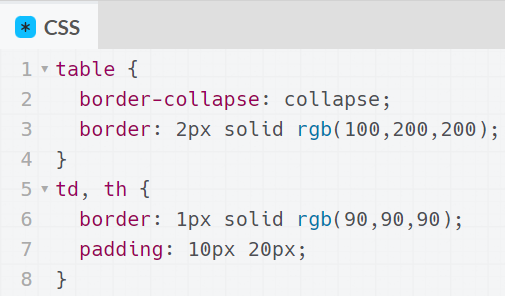 * CSS
1 table {
2   border-collapse: collapse;
3   border: 2px solid rgb(100,200,200);
4 }
5 td, th {
6   border: 1px solid rgb(90,90,90);
7   padding: 10px 20px;
8 }